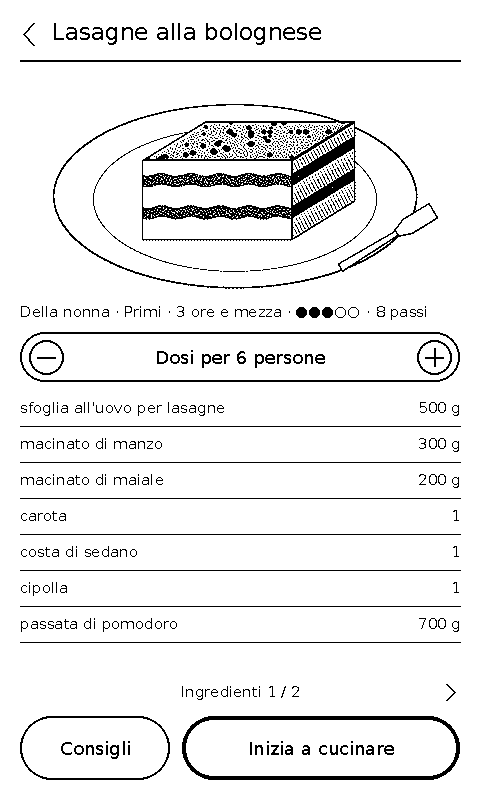 Lasagne alla bolognese
Della nonna · Primi · 3 ore e mezza · ●●●○○ · 8 passi
Dosi per 6 persone
sfoglia all'uovo per lasagne 500 g
macinato di manzo 300 g
macinato di maiale 200 g
carota 1
costa di sedano 1
cipolla 1
passata di pomodoro 700 g
Ingredienti 1 / 2
Consigli Inizia a cucinare